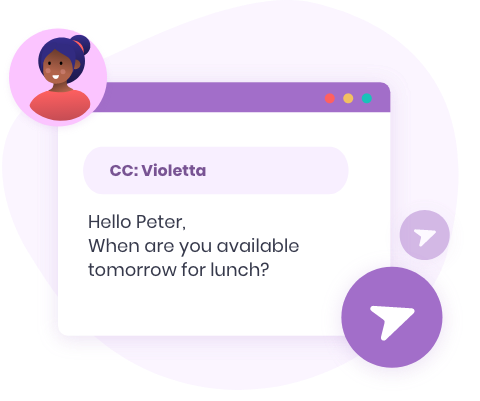 CC: Violetta
Hello Peter,
When are you available
tomorrow for lunch?